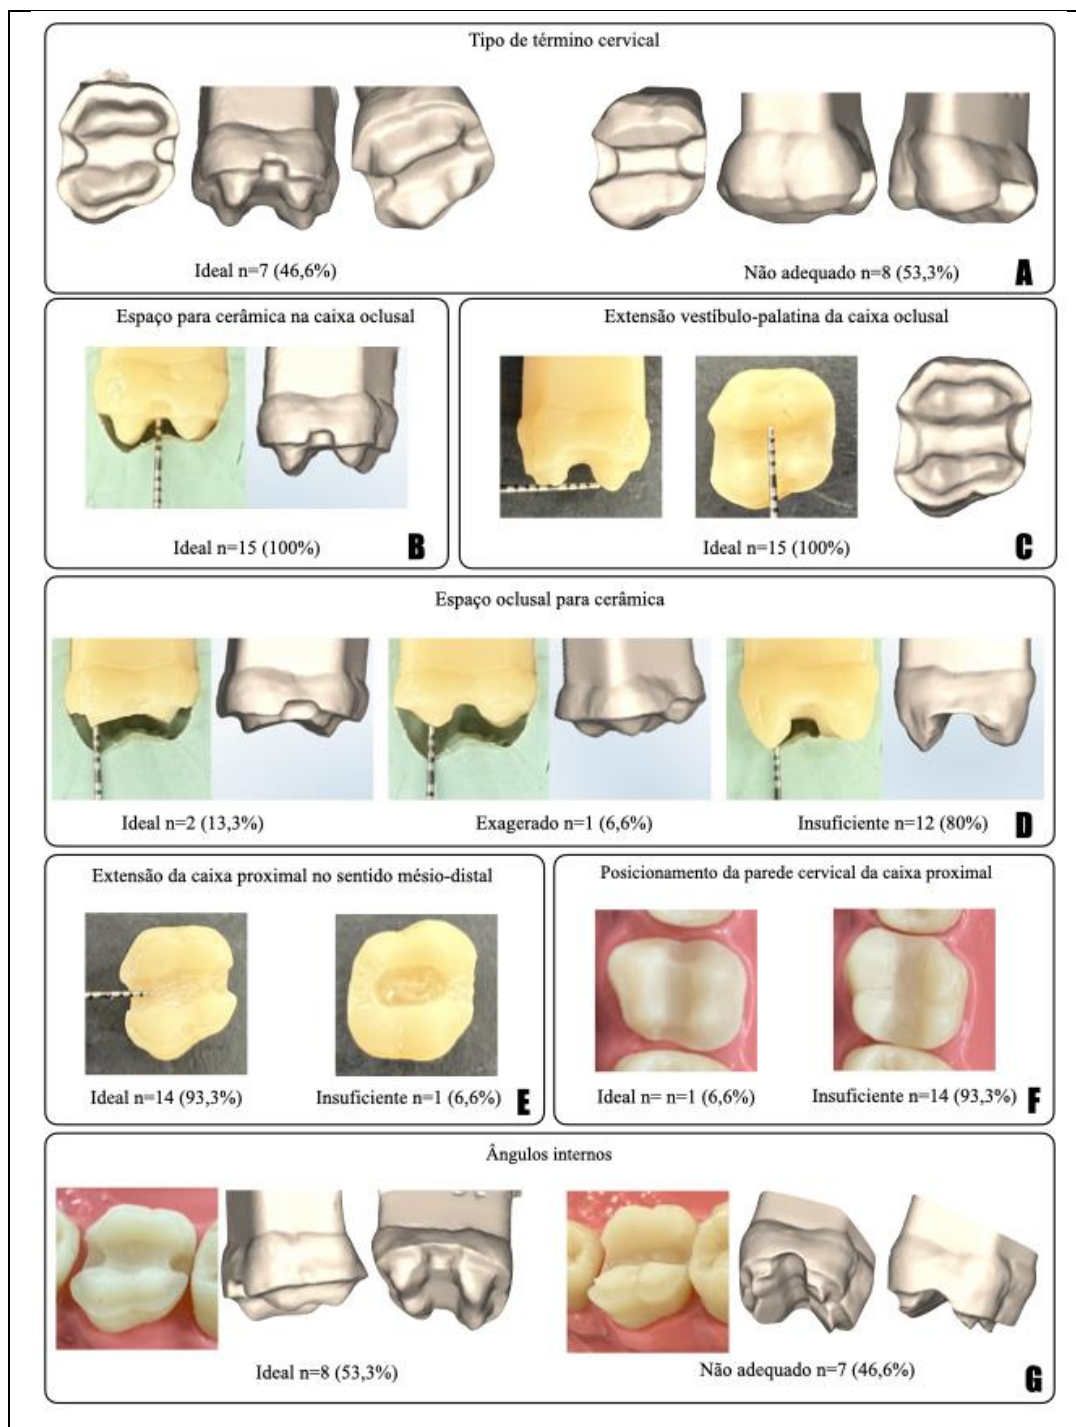 Tipo de término cervical
Ideal n=7 (46,6%)
Não adequado n=8 (53,3%)
A
Espaço para cerâmica na caixa oclusal
Ideal n=15 (100%)
B
Extensão vestíbulo-palatina da caixa oclusal
Ideal n=15 (100%)
C
Espaço oclusal para cerâmica
Ideal n=2 (13,3%)
Exagerado n=1 (6,6%)
Insuficiente n=12 (80%)
D
Extensão da caixa proximal no sentido mésio-distal
Ideal n=14 (93,3%)
Insuficiente n=1 (6,6%)
E
Posicionamento da parede cervical da caixa proximal
Ideal n= n=1 (6,6%)
Insuficiente n=14 (93,3%)
F
Ângulos internos
Ideal n=8 (53,3%)
Não adequado n=7 (46,6%)
G